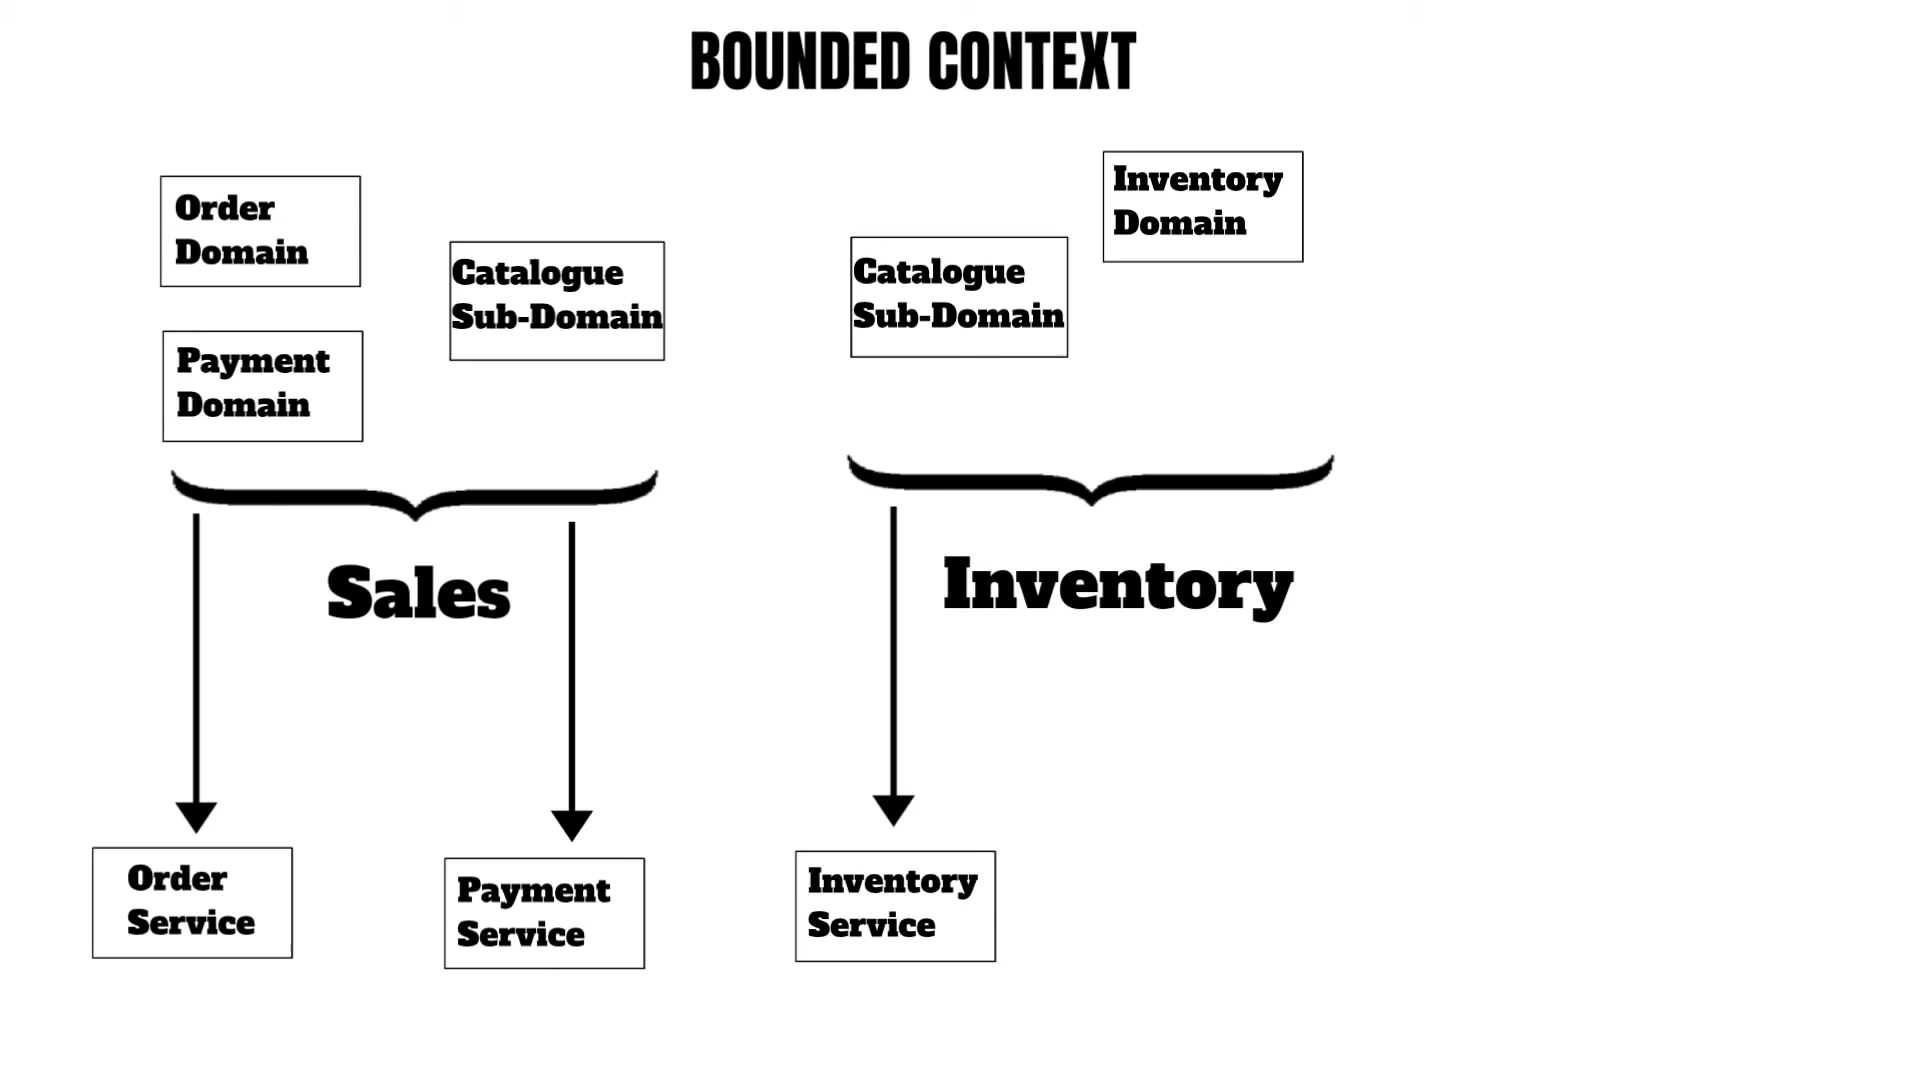 BOUNDED CONTEXT
Order
Domain
Catalogue
Sub-Domain
Payment
Domain
Catalogue
Sub-Domain
Inventory
Domain
Sales
Inventory
Order
Service
Payment
Service
Inventory
Service